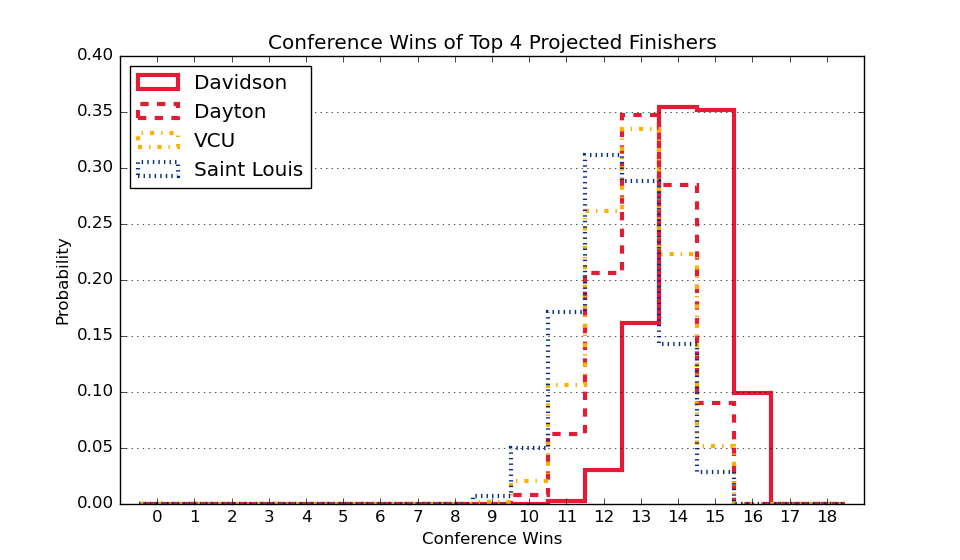 Conference Wins of Top 4 Projected Finishers
0.40
0.35
0.30
0.25
0.20
0.15
0.10
0.05
0.00
Probability
Davidson
Dayton
VCU
Saint Louis
0 1 2 3 4 5 6 7 8 9 10 11 12 13 14 15 16 17 18
Conference Wins